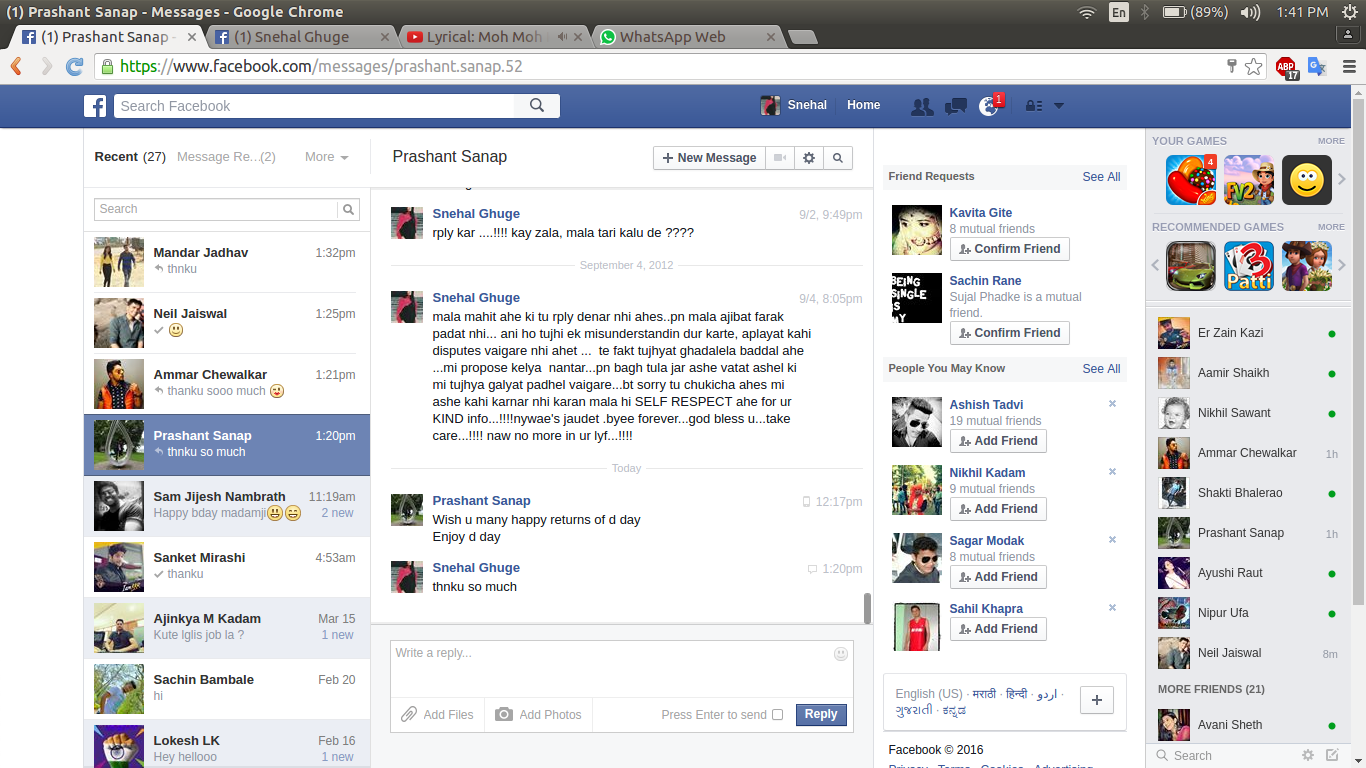 (1) Prashant Sanap - Messages - Google Chrome
En
(89%)
1:41 PM
(1) Prashant Sanap -
(1) Snehal Ghuge
Lyrical: Moh Moh
WhatsApp Web
https://www.facebook.com/messages/prashant.sanap.52
ABP
17
Search Facebook
Snehal
Home
1
Recent (27)
Message Re...(2)
More
Search
Mandar Jadhav
1:32pm
thnku
Neil Jaiswal
1:25pm
Ammar Chewalkar
1:21pm
thanku sooo much
Prashant Sanap
1:20pm
thnku so much
Sam Jijesh Nambrath
11:19am
Happy bday madamji
2 new
Sanket Mirashi
4:53am
thanku
Ajinkya M Kadam
Mar 15
Kute lglis job la ?
1 new
Sachin Bambale
Feb 20
hi
Lokesh LK
Feb 16
Hey hellooo
1 new
Prashant Sanap
New Message
Snehal Ghuge
9/2, 9:49pm
rply kar ....!!!! kay zala, mala tari kalu de ????
September 4, 2012
Snehal Ghuge
9/4, 8:05pm
mala mahit ahe ki tu rply denar nhi ahes..pn mala ajibat farak
padat nhi... ani ho tujhi ek misunderstandin dur karte, aplayat kahi
disputes vaigare nhi ahet ...  te fakt tujhyat ghadalela baddal ahe
...mi propose kelya  nantar...pn bagh tula jar ashe vatat ashel ki
mi tujhya galyat padhel vaigare...bt sorry tu chukicha ahes mi
ashe kahi karnar nhi karan mala hi SELF RESPECT ahe for ur
KIND info...!!!!nywae's jaudet .byee forever...god bless u...take
care...!!!! naw no more in ur lyf...!!!!
Today
Prashant Sanap
12:17pm
Wish u many happy returns of d day
Enjoy d day
Snehal Ghuge
1:20pm
thnku so much
Write a reply...
Add Files
Add Photos
Press Enter to send
Reply
Friend Requests
See All
Kavita Gite
8 mutual friends
Confirm Friend
BEING
SINGLE
IS
MY
Sachin Rane
Sujal Phadke is a mutual
friend.
Confirm Friend
People You May Know
See All
Ashish Tadvi
19 mutual friends
Add Friend
Nikhil Kadam
9 mutual friends
Add Friend
Sagar Modak
8 mutual friends
Add Friend
Sahil Khapra
Add Friend
English (US) · मराठी · हिन्दी · اردو ·
ગુજરાતી · ಕನ್ನಡ
Facebook © 2016
Privacy · Terms · Cookies · Advertising
YOUR GAMES
MORE
4
FV2
RECOMMENDED GAMES
MORE
3
Patti
Er Zain Kazi
Aamir Shaikh
Nikhil Sawant
Ammar Chewalkar
1h
Shakti Bhalerao
Prashant Sanap
1h
Ayushi Raut
Nipur Ufa
Neil Jaiswal
8m
MORE FRIENDS (21)
Avani Sheth
Search